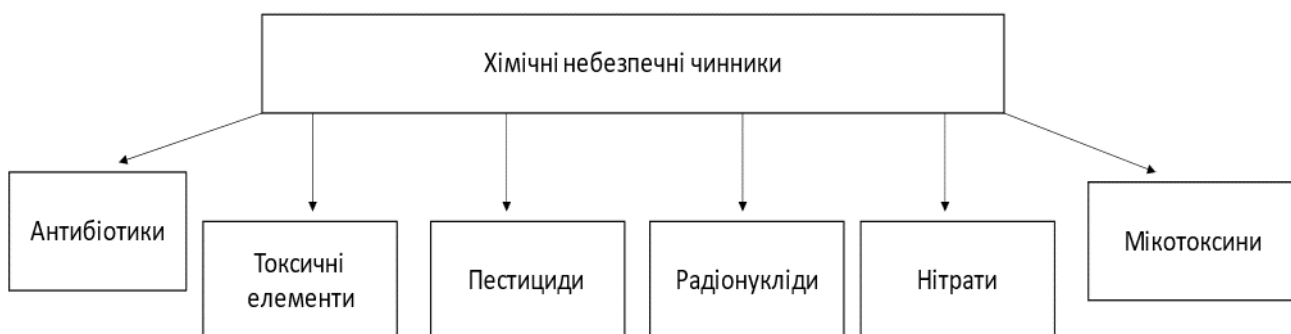 Хімічні небезпечні чинники
Антибіотики
Токсичні
елементи
Пестициди
Радіонукліди
Нітрати
Мікотоксини